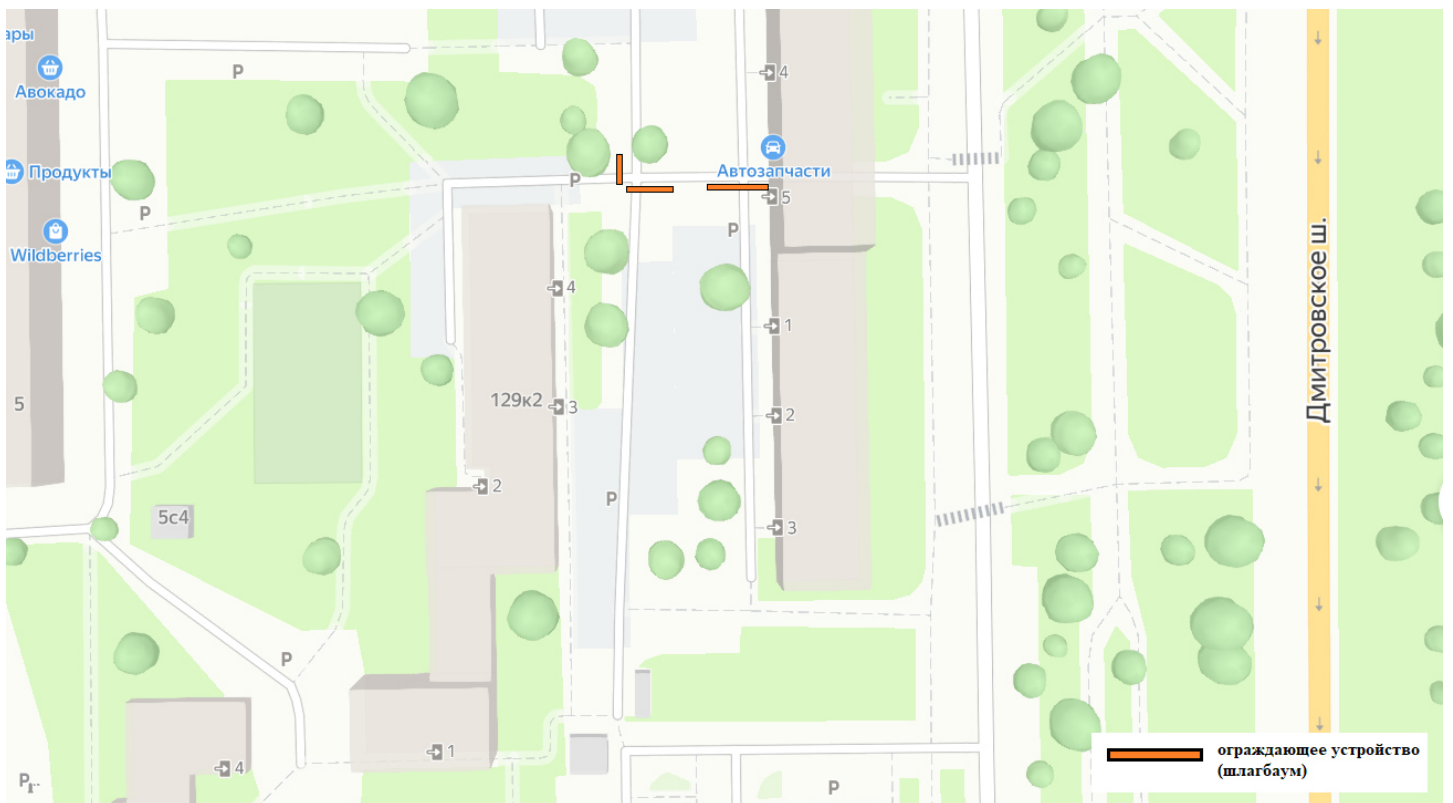 ары
Авокадо
P
4
Продукты
Автозапчасти
P
5
P
P
Wildberries
4
1
Дмитровское ш.
5
129к2
3
2
2
P
5с4
3
P
P
ограждающее устройство
(шлагбаум)
1
4
P
P